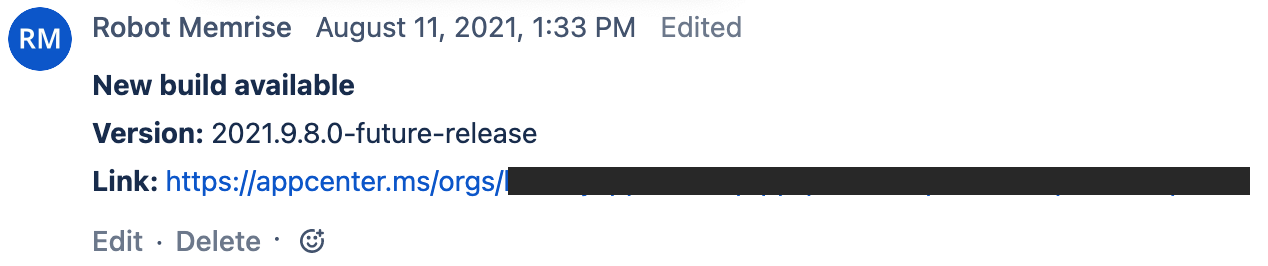 RM Robot Memrise August 11, 2021, 1:33 PM Edited
New build available
Version: 2021.9.8.0-future-release
Link: https://appcenter.ms/orgs/
Edit · Delete ·